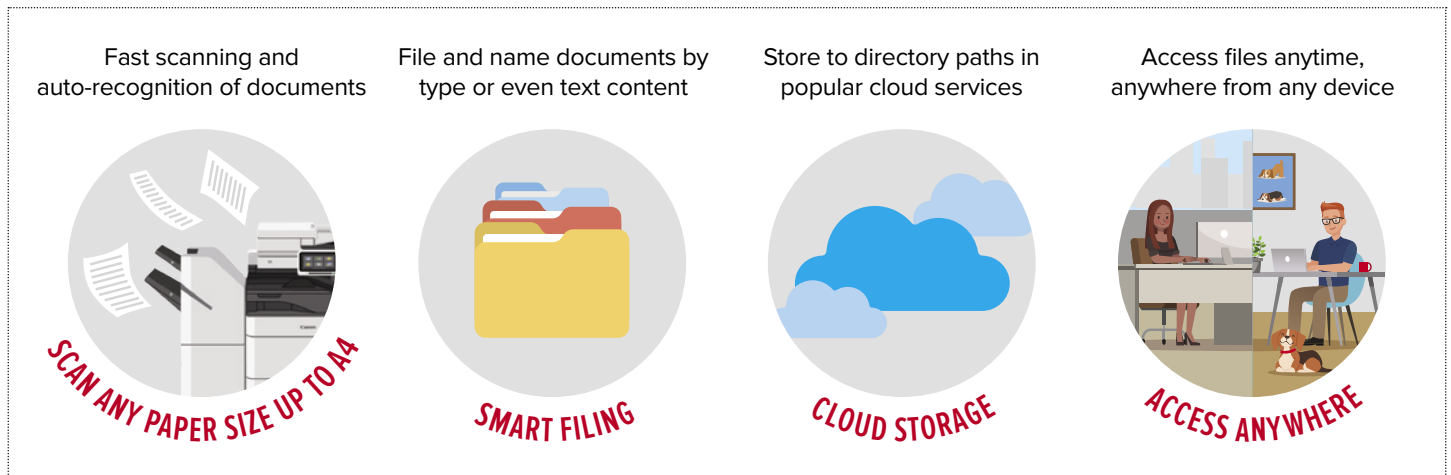 Fast scanning and
auto-recognition of documents
SCAN ANY PAPER SIZE UP TO A4
File and name documents by
type or even text content
SMART FILING
Store to directory paths in
popular cloud services
CLOUD STORAGE
Access files anytime,
anywhere from any device
ACCESS ANYWHERE
Canon